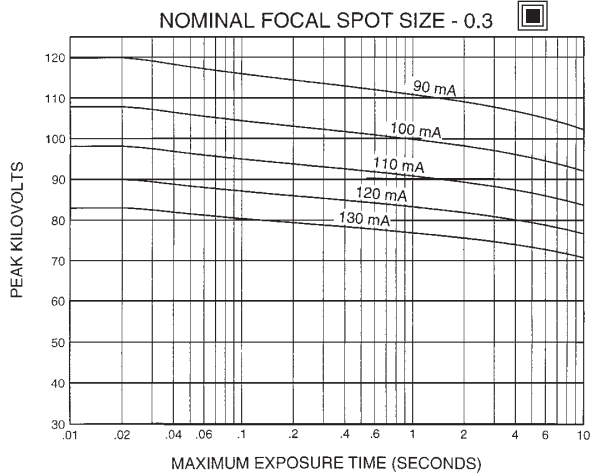 NOMINAL FOCAL SPOT SIZE - 0.3
PEAK KILOVOLTS
120
110
100
90
80
70
60
50
40
30
90 mA
100 mA
110 mA
120 mA
130 mA
.01 .02 .04 .06 .1 .2 .4 .6 1 2 4 6 10
MAXIMUM EXPOSURE TIME (SECONDS)